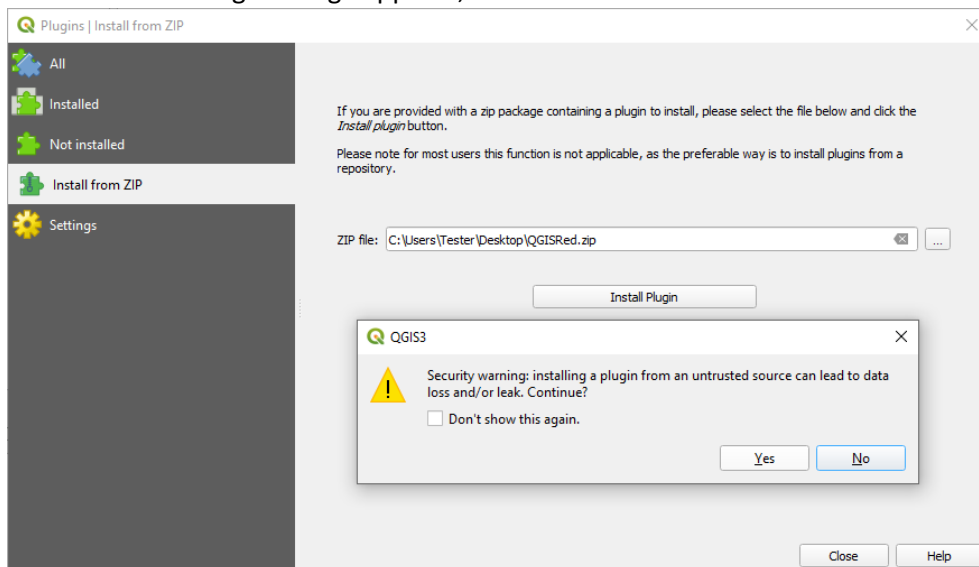 Plugins | Install from ZIP
All
Installed
Not installed
Install from ZIP
Settings
If you are provided with a zip package containing a plugin to install, please select the file below and click the
Install plugin button.
Please note for most users this function is not applicable, as the preferable way is to install plugins from a
repository.
ZIP file: C:\Users\Tester\Desktop\QGISRed.zip
...
Install Plugin
QGIS3
Security warning: installing a plugin from an untrusted source can lead to data
loss and/or leak. Continue?
Don't show this again.
Yes No
Close Help